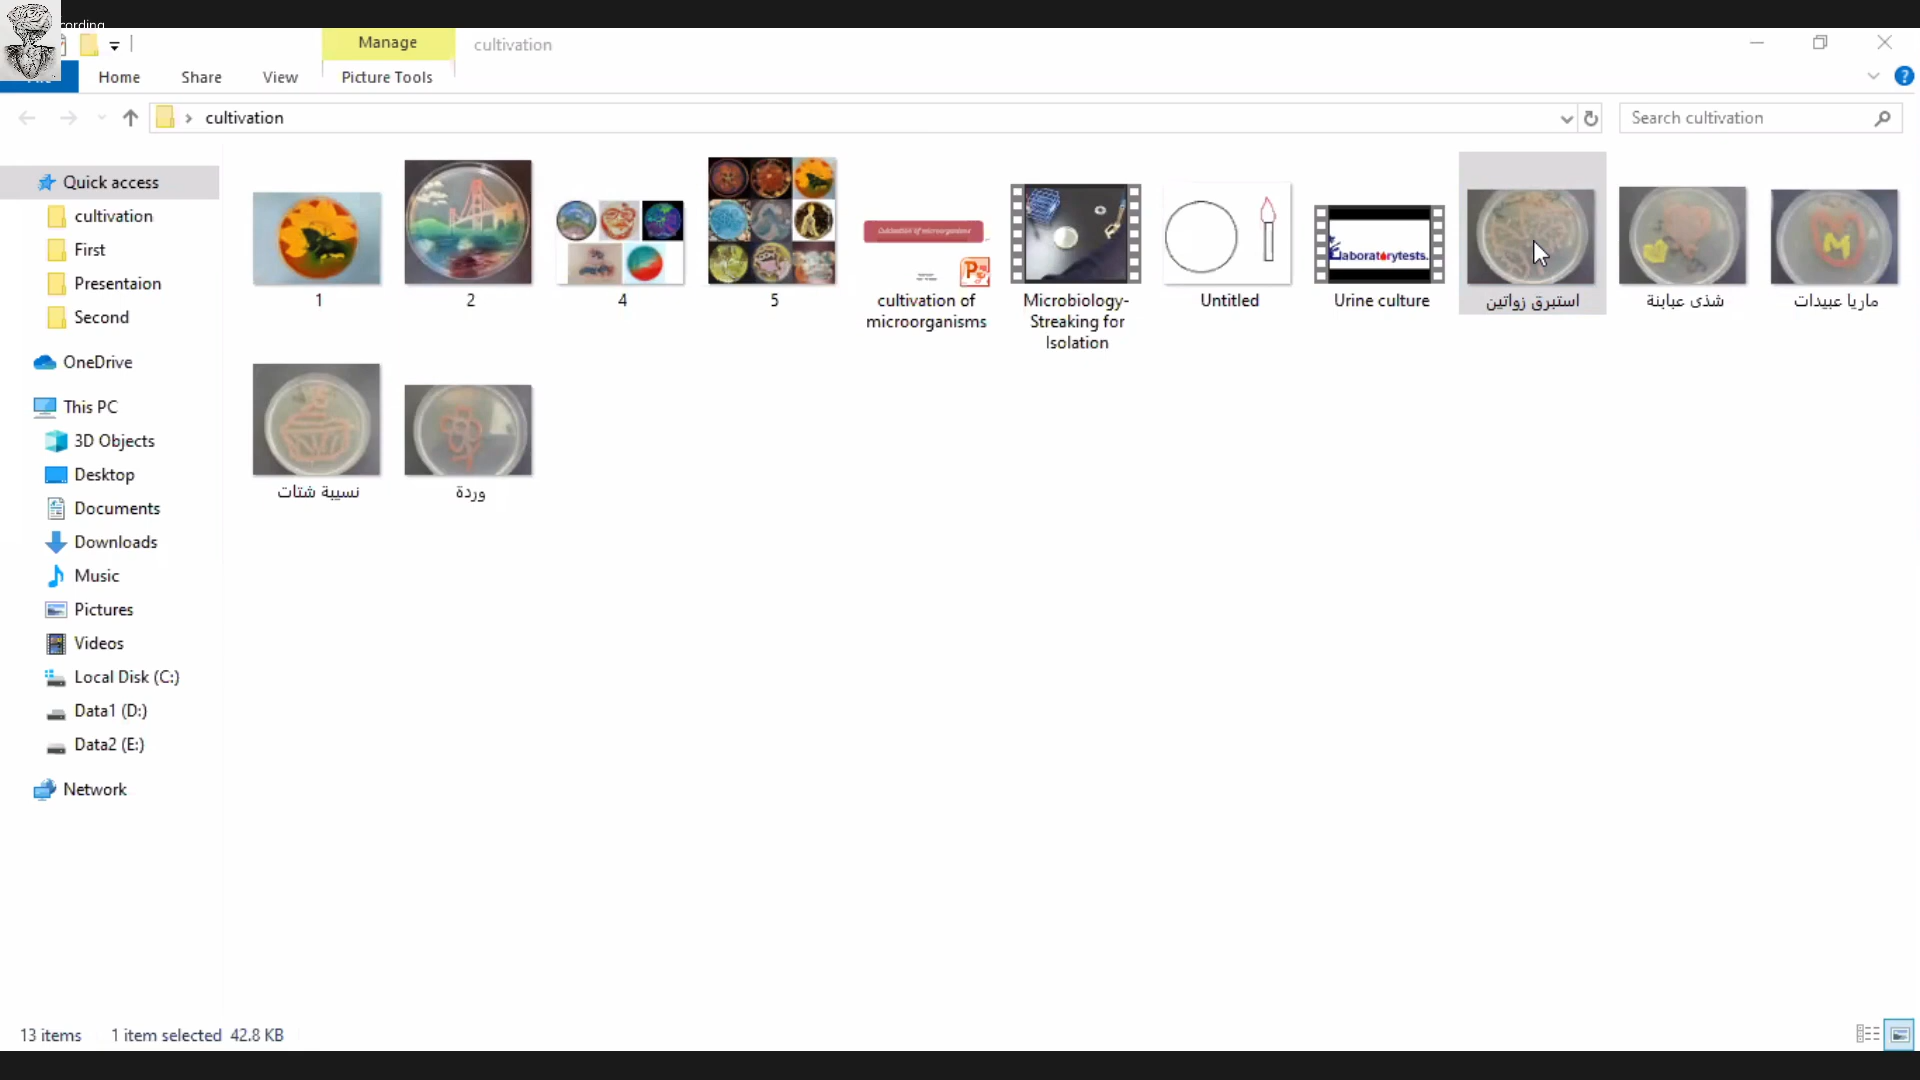 cording
Manage
cultivation
Home
Share
View
Picture Tools
cultivation
Search cultivation
Quick access
cultivation
First
Presentaion
Second
OneDrive
This PC
3D Objects
Desktop
Documents
Downloads
Music
Pictures
Videos
Local Disk (C:)
Data1 (D:)
Data2 (E:)
Network
1
2
4
5
Cultivation of microorganisms
cultivation of
microorganisms
Microbiology-
Streaking for
Isolation
Untitled
Laboratorytests.
Urine culture
استبرق زواتين
شذى عبابنة
M
ماريا عبيدات
نسيبة شتات
وردة
13 items
1 item selected 42.8 KB